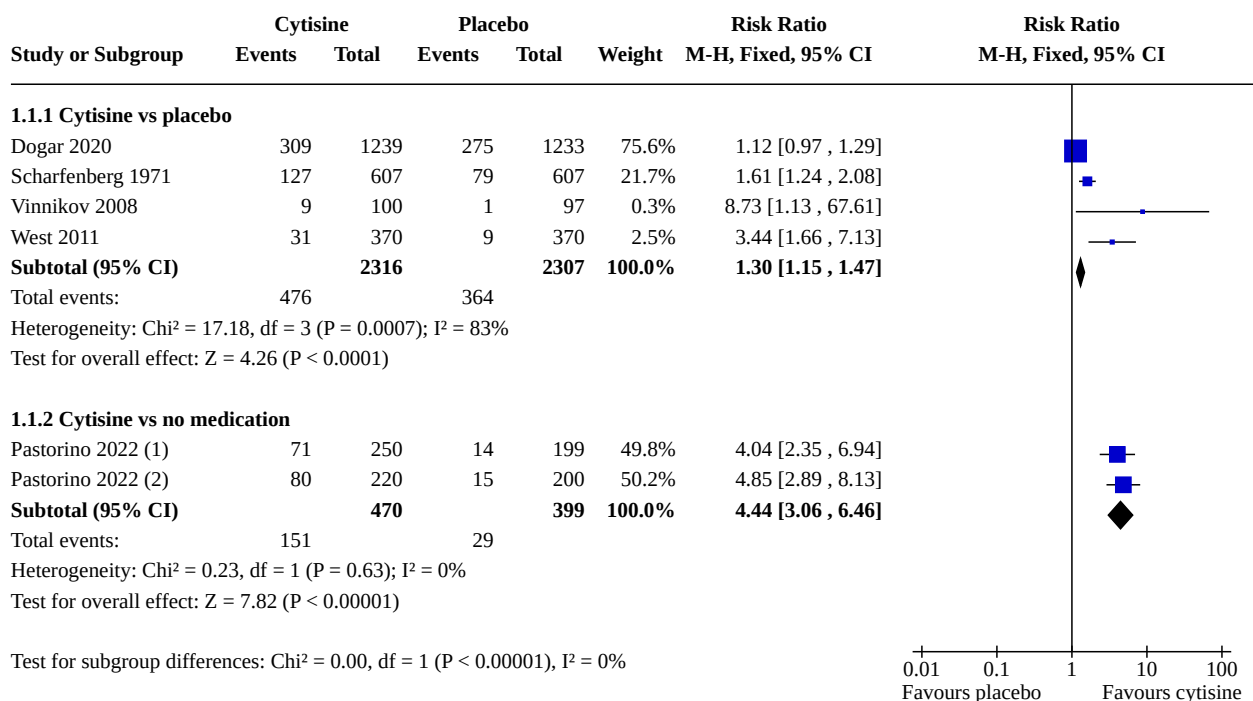 Cytisine Placebo Risk Ratio Risk Ratio
Study or Subgroup Events Total Events Total Weight M-H, Fixed, 95% CI M-H, Fixed, 95% CI
1.1.1 Cytisine vs placebo
Dogar 2020 309 1239 275 1233 75.6% 1.12 [0.97 , 1.29]
Scharfenberg 1971 127 607 79 607 21.7% 1.61 [1.24 , 2.08]
Vinnikov 2008 9 100 1 97 0.3% 8.73 [1.13 , 67.61]
West 2011 31 370 9 370 2.5% 3.44 [1.66 , 7.13]
Subtotal (95% CI) 2316 2307 100.0% 1.30 [1.15 , 1.47]
Total events: 476 364
Heterogeneity: Chi² = 17.18, df = 3 (P = 0.0007); I² = 83%
Test for overall effect: Z = 4.26 (P < 0.0001)
1.1.2 Cytisine vs no medication
Pastorino 2022 (1) 71 250 14 199 49.8% 4.04 [2.35 , 6.94]
Pastorino 2022 (2) 80 220 15 200 50.2% 4.85 [2.89 , 8.13]
Subtotal (95% CI) 470 399 100.0% 4.44 [3.06 , 6.46]
Total events: 151 29
Heterogeneity: Chi² = 0.23, df = 1 (P = 0.63); I² = 0%
Test for overall effect: Z = 7.82 (P < 0.00001)
Test for subgroup differences: Chi² = 0.00, df = 1 (P < 0.00001), I² = 0%
0.01 0.1 1 10 100
Favours placebo Favours cytisine